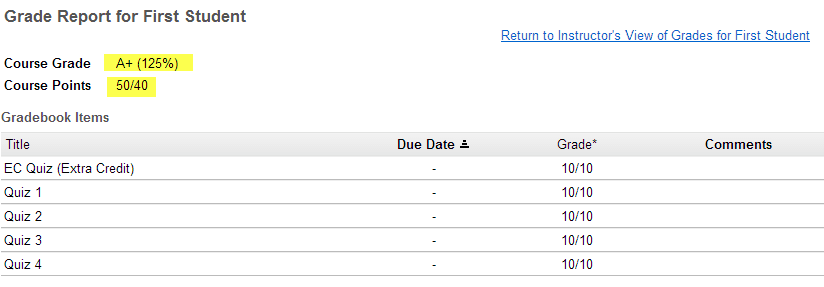 Grade Report for First Student
Return to Instructor's View of Grades for First Student
Course Grade A+ (125%)
Course Points 50/40
Gradebook Items
Title Due Date Grade* Comments
EC Quiz (Extra Credit) - 10/10
Quiz 1 - 10/10
Quiz 2 - 10/10
Quiz 3 - 10/10
Quiz 4 - 10/10